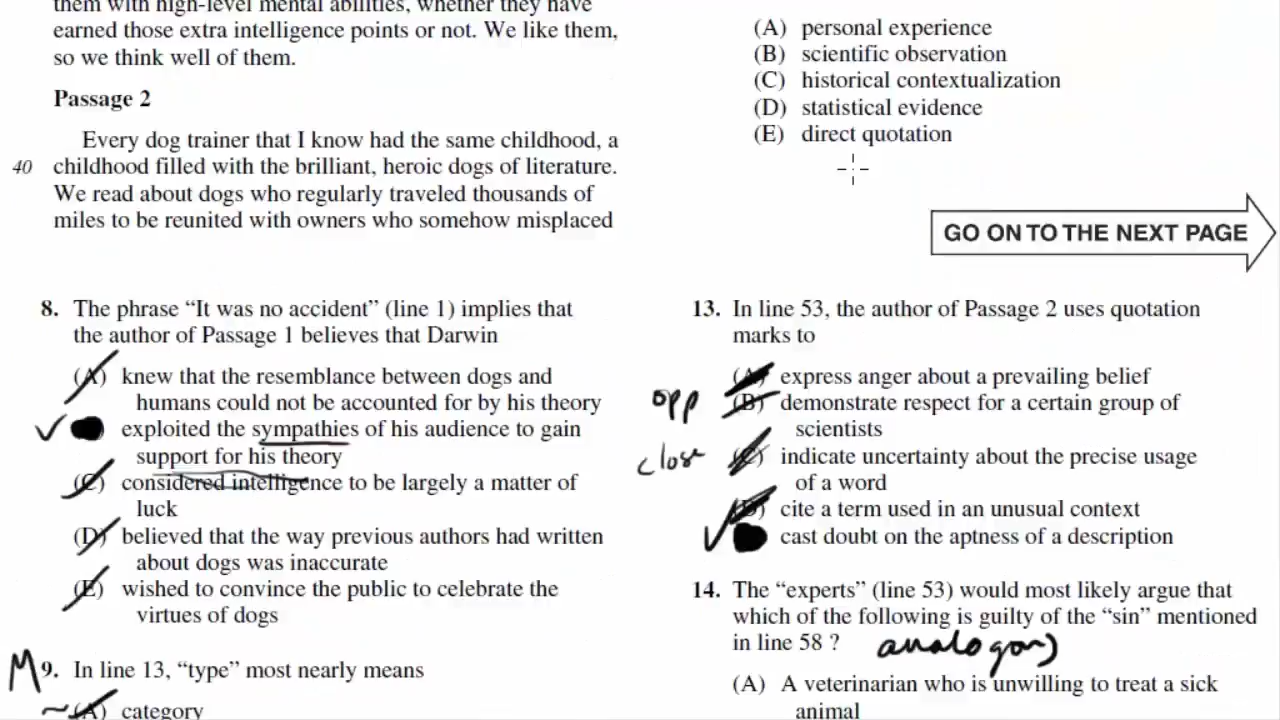 them with high-level mental abilities, whether they have
earned those extra intelligence points or not. We like them,
so we think well of them.
Passage 2
Every dog trainer that I know had the same childhood, a
40 childhood filled with the brilliant, heroic dogs of literature.
We read about dogs who regularly traveled thousands of
miles to be reunited with owners who somehow misplaced
(A) personal experience
(B) scientific observation
(C) historical contextualization
(D) statistical evidence
(E) direct quotation
GO ON TO THE NEXT PAGE
8. The phrase “It was no accident” (line 1) implies that
the author of Passage 1 believes that Darwin
(A) knew that the resemblance between dogs and
humans could not be accounted for by his theory
exploited the sympathies of his audience to gain
support for his theory
(C) considered intelligence to be largely a matter of
luck
(D) believed that the way previous authors had written
about dogs was inaccurate
(E) wished to convince the public to celebrate the
virtues of dogs
M 9. In line 13, “type” most nearly means
~ (A) category
13. In line 53, the author of Passage 2 uses quotation
marks to
(A) express anger about a prevailing belief
opp (B) demonstrate respect for a certain group of
scientists
close (C) indicate uncertainty about the precise usage
of a word
(D) cite a term used in an unusual context
cast doubt on the aptness of a description
14. The “experts” (line 53) would most likely argue that
which of the following is guilty of the “sin” mentioned
in line 58 ?
(A) A veterinarian who is unwilling to treat a sick
animal